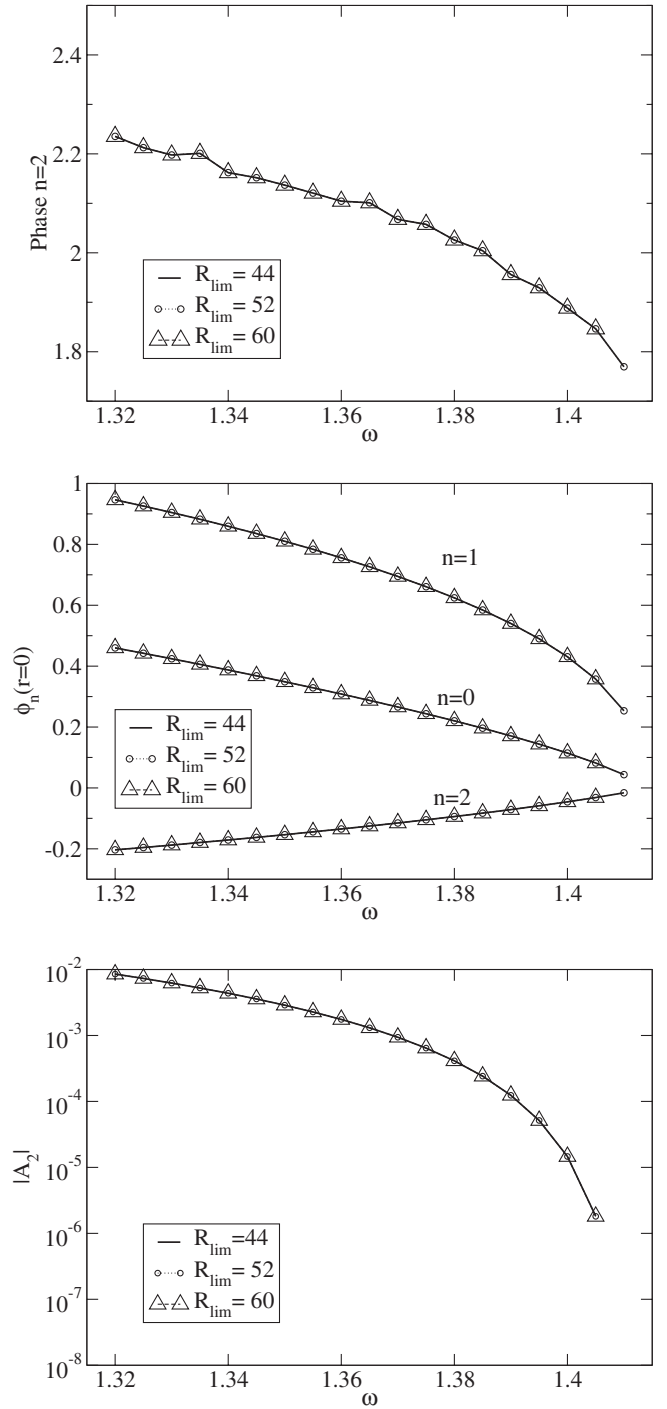 2.4
2.2
2
1.8
Phase n=2
R_lim= 44
R_lim= 52
R_lim= 60
1.32 1.34 1.36 1.38 1.4
ω
1
0.8
0.6
0.4
0.2
0
-0.2
ϕ_n(r=0)
n=1
n=0
n=2
R_lim= 44
R_lim= 52
R_lim= 60
1.32 1.34 1.36 1.38 1.4
ω
10^-2
10^-3
10^-4
10^-5
10^-6
10^-7
10^-8
|A_2|
R_lim=44
R_lim= 52
R_lim= 60
1.32 1.34 1.36 1.38 1.4
ω